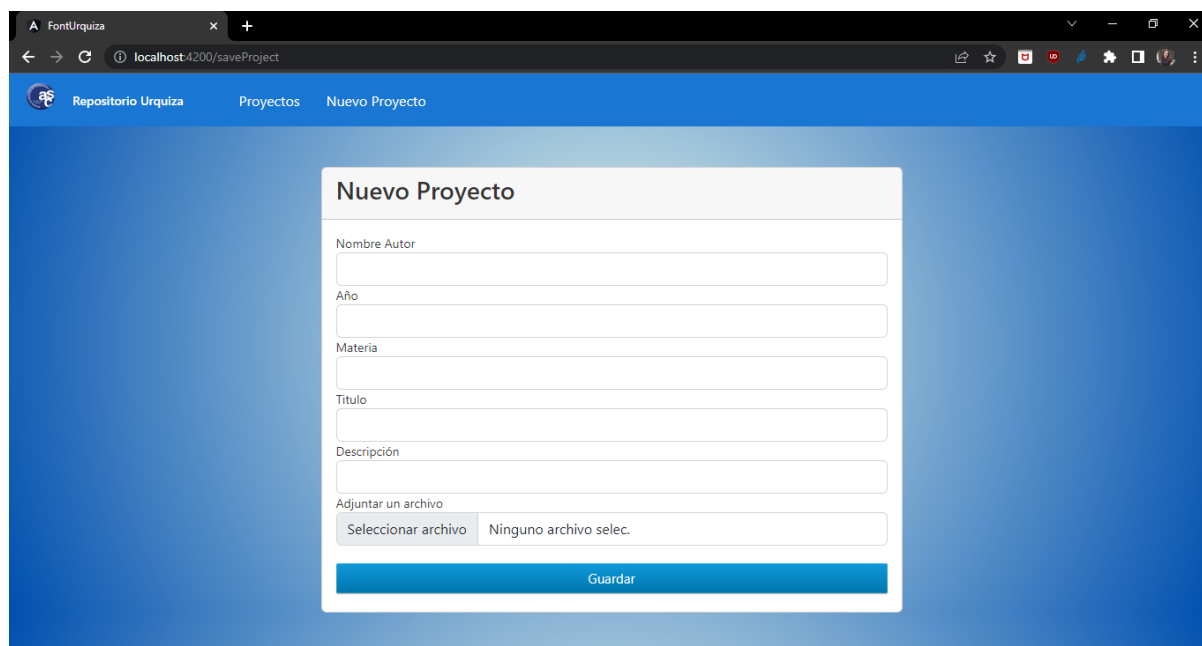 FontUrquiza
localhost:4200/saveProject
Repositorio Urquiza Proyectos Nuevo Proyecto
Nuevo Proyecto
Nombre Autor
Año
Materia
Titulo
Descripción
Adjuntar un archivo
Seleccionar archivo Ninguno archivo selec.
Guardar